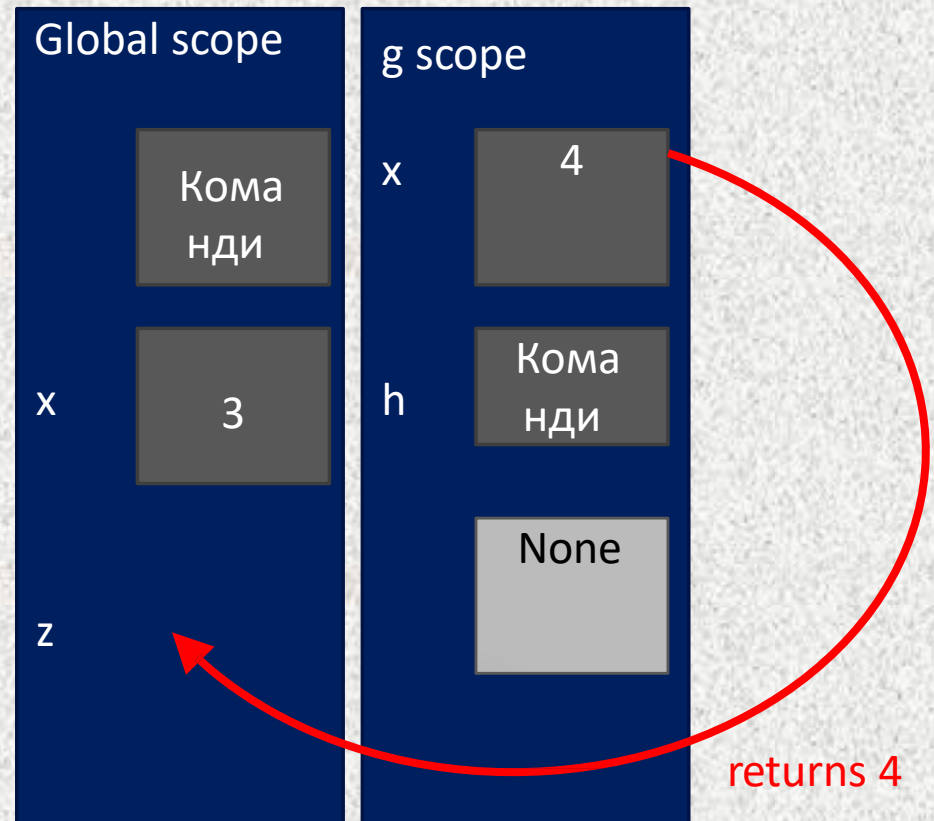 Global scope
Кома
нди
x
3
z
g scope
x
4
h
Кома
нди
None
returns 4